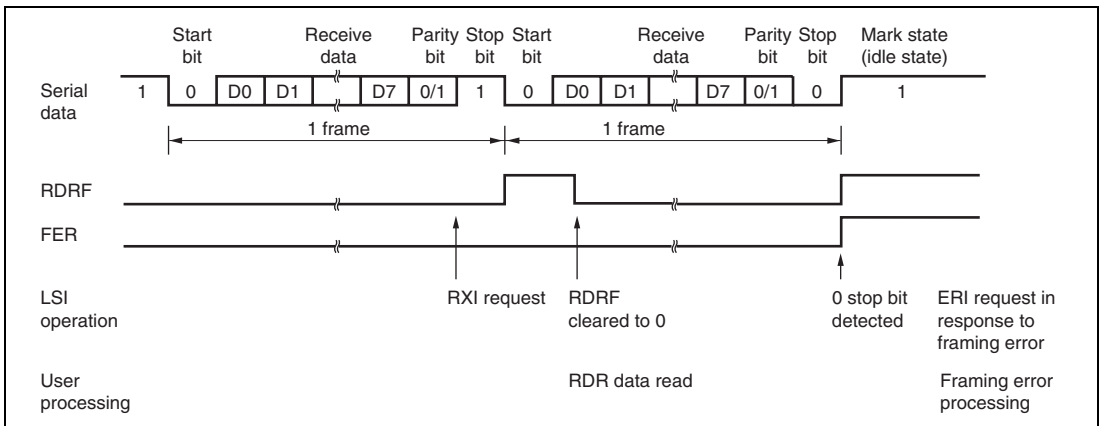 Start bit Receive data Parity bit Stop bit Start bit Receive data Parity bit Stop bit Mark state (idle state)
Serial data 1 0 D0 D1 D7 0/1 1 0 D0 D1 D7 0/1 0 1
1 frame 1 frame
RDRF
FER
LSI operation RXI request RDRF cleared to 0 0 stop bit detected ERI request in response to framing error
User processing RDR data read Framing error processing